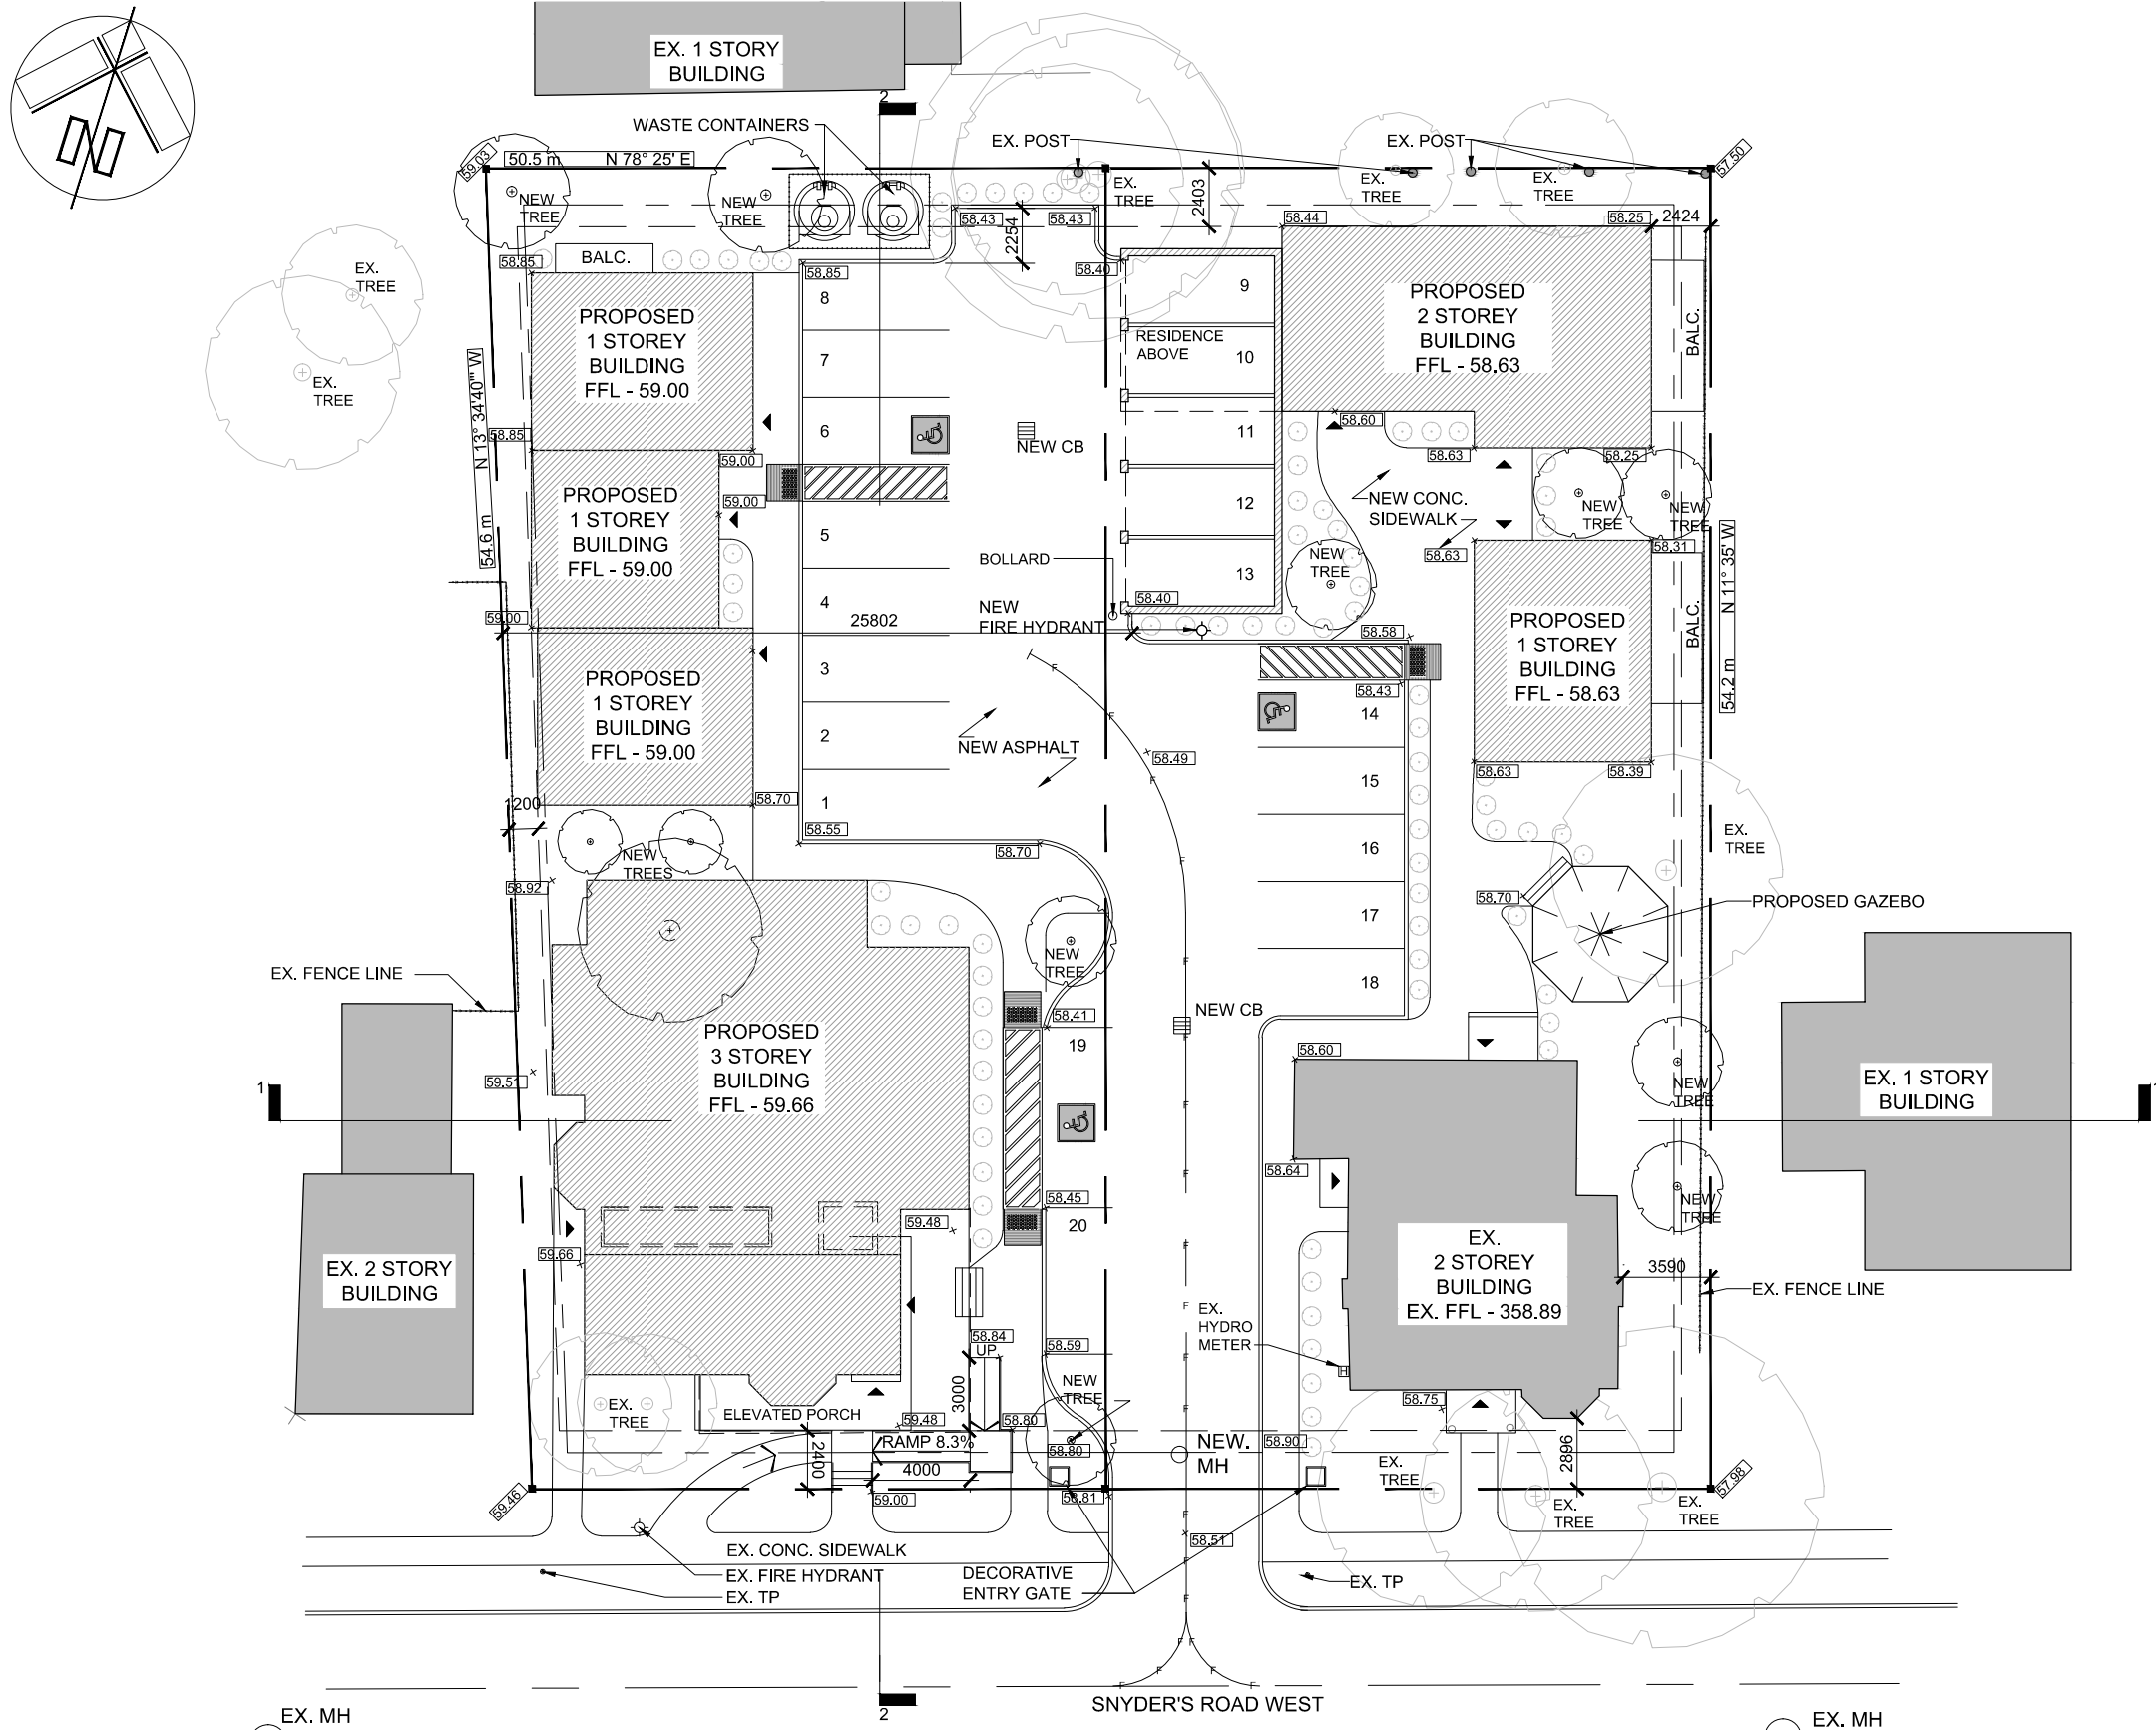 EX. 1 STORY
BUILDING
2
WASTE CONTAINERS
EX. POST
EX. POST
59.03
50.5 m N 78° 25' E
57.50
NEW
TREE
NEW
TREE
EX.
TREE
EX.
TREE
EX.
TREE
2403
58.43
58.43
2254
58.44
58.25
2424
BALC.
58.85
58.85
58.40
EX.
TREE
EX.
TREE
8
7
6
5
4
3
2
1
9
10
11
12
13
RESIDENCE
ABOVE
PROPOSED
1 STOREY
BUILDING
FFL - 59.00
PROPOSED
2 STOREY
BUILDING
FFL - 58.63
BALC.
N 13° 34'40"' W
54.6 m
58.85
59.00
59.00
NEW CB
58.60
58.63
58.25
PROPOSED
1 STOREY
BUILDING
FFL - 59.00
NEW CONC.
SIDEWALK
58.63
NEW
TREE
NEW
TREE
58.31
N 11° 35' W
54.2 m
BOLLARD
NEW
TREE
59.00
25802
NEW
FIRE HYDRANT
58.40
58.58
PROPOSED
1 STOREY
BUILDING
FFL - 58.63
BALC.
PROPOSED
1 STOREY
BUILDING
FFL - 59.00
58.43
14
15
16
17
18
NEW ASPHALT
F
58.49
58.63
58.39
1200
58.70
58.55
58.70
NEW
TREES
58.92
EX.
TREE
58.70
PROPOSED GAZEBO
EX. FENCE LINE
NEW
TREE
58.41
NEW CB
19
PROPOSED
3 STOREY
BUILDING
FFL - 59.66
59.51
58.60
1
1
NEW
TREE
EX. 1 STORY
BUILDING
58.64
58.45
20
59.48
59.66
NEW
TREE
EX. 2 STORY
BUILDING
EX.
2 STOREY
BUILDING
EX. FFL - 358.89
3590
EX. FENCE LINE
EX.
HYDRO
METER
H
58.84
UP
58.59
3000
NEW
TREE
58.75
EX.
TREE
ELEVATED PORCH
59.48
58.80
RAMP 8.3%
2400
4000
58.80
NEW.
MH
58.90
2896
EX.
TREE
59.46
59.00
58.81
EX.
TREE
EX.
TREE
57.98
58.51
EX. CONC. SIDEWALK
EX. FIRE HYDRANT
EX. TP
DECORATIVE
ENTRY GATE
EX. TP
2
SNYDER'S ROAD WEST
EX. MH
EX. MH